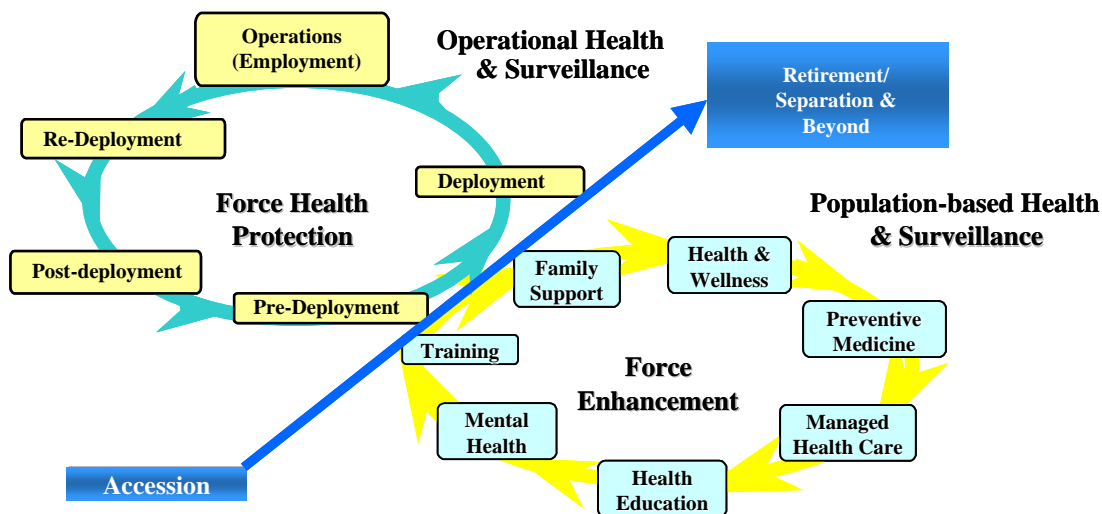 Operations
(Employment)
Operational Health
& Surveillance
Retirement/
Separation &
Beyond
Re-Deployment
Deployment
Force Health
Protection
Population-based Health
& Surveillance
Post-deployment
Pre-Deployment
Family
Support
Health &
Wellness
Preventive
Medicine
Training
Force
Enhancement
Mental
Health
Managed
Health Care
Health
Education
Accession